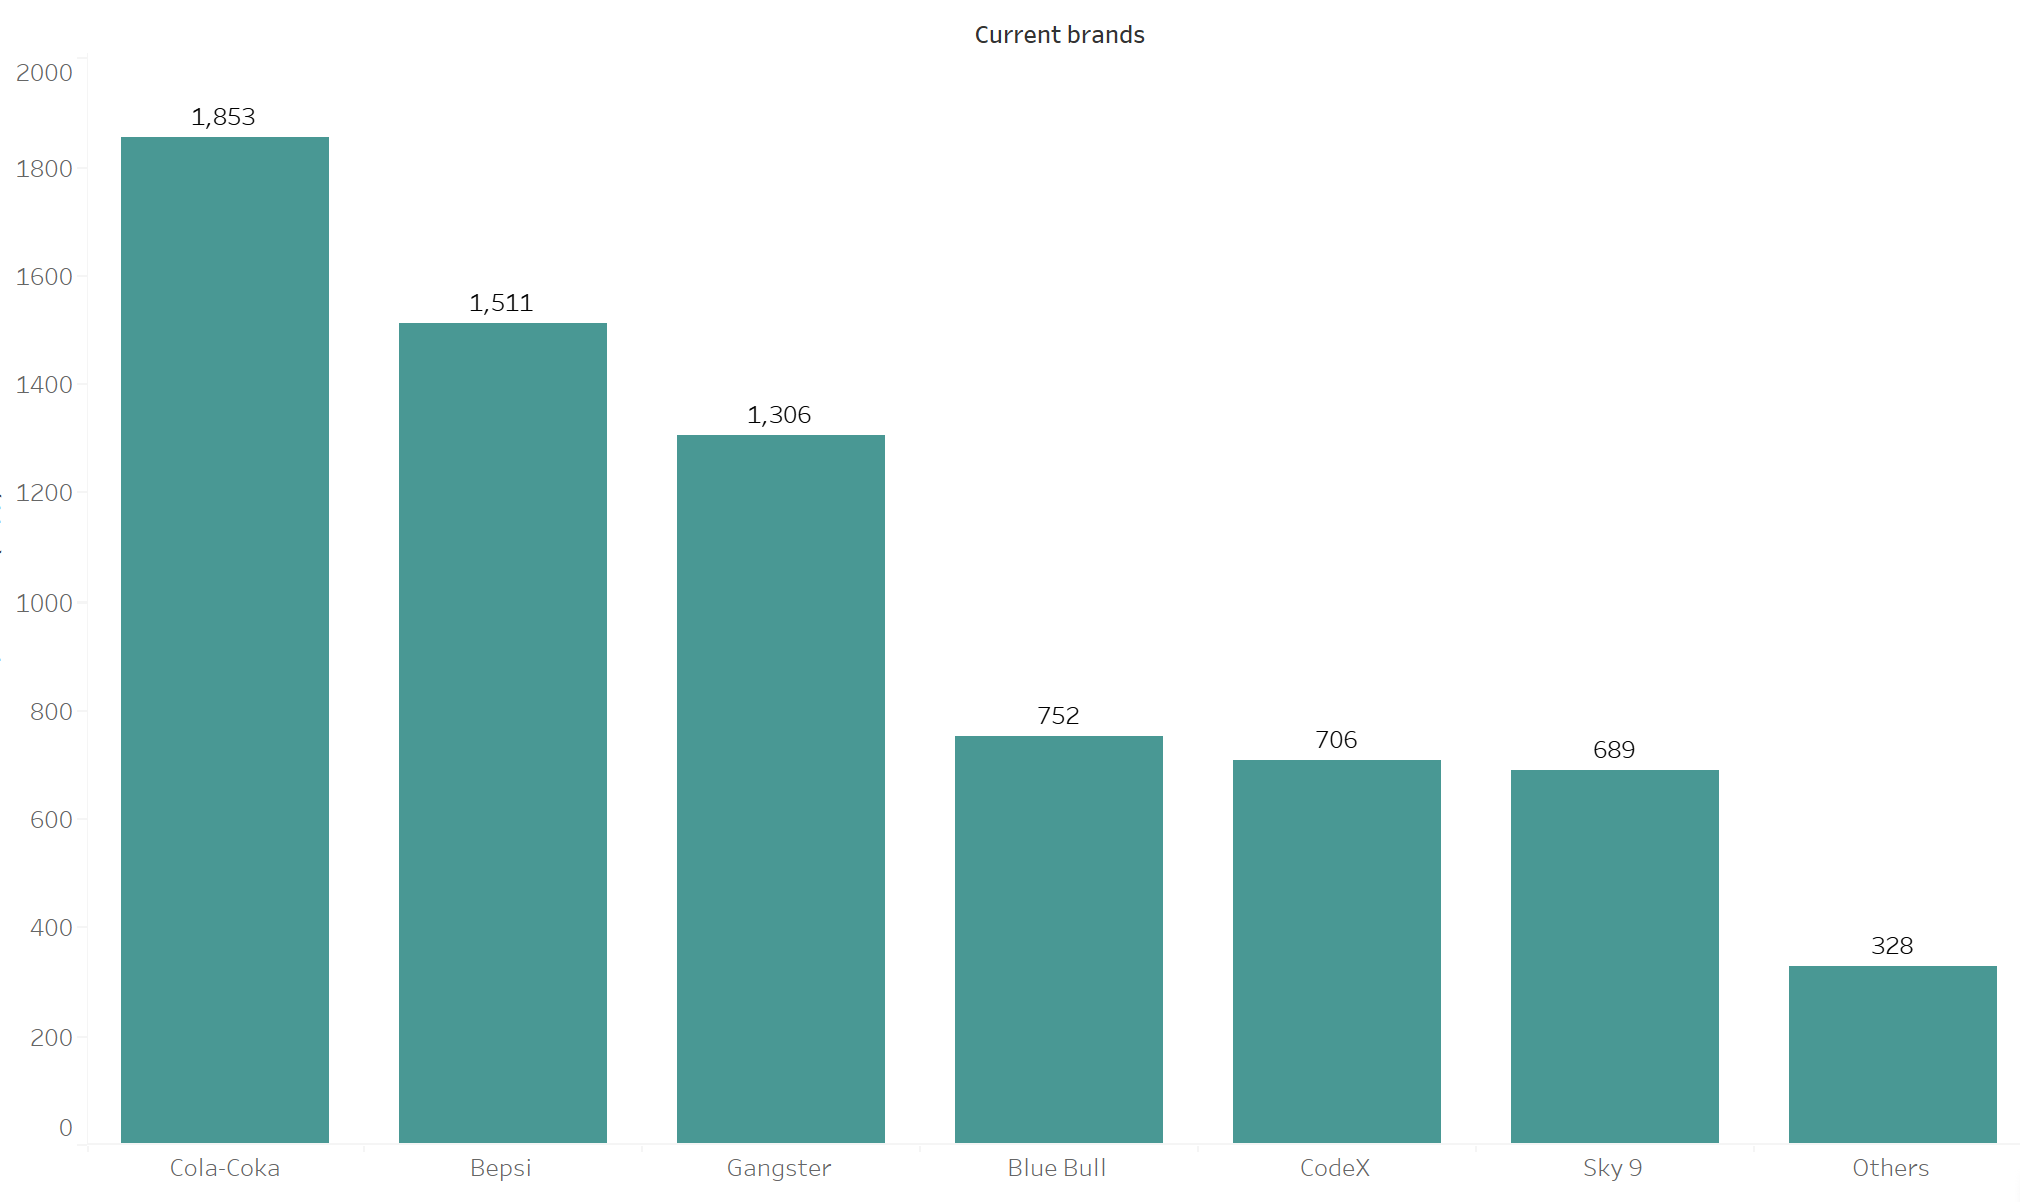 Current brands
2000
1800
1600
1400
1200
1000
800
600
400
200
0
1,853
1,511
1,306
752
706
689
328
Cola-Coka
Bepsi
Gangster
Blue Bull
CodeX
Sky 9
Others